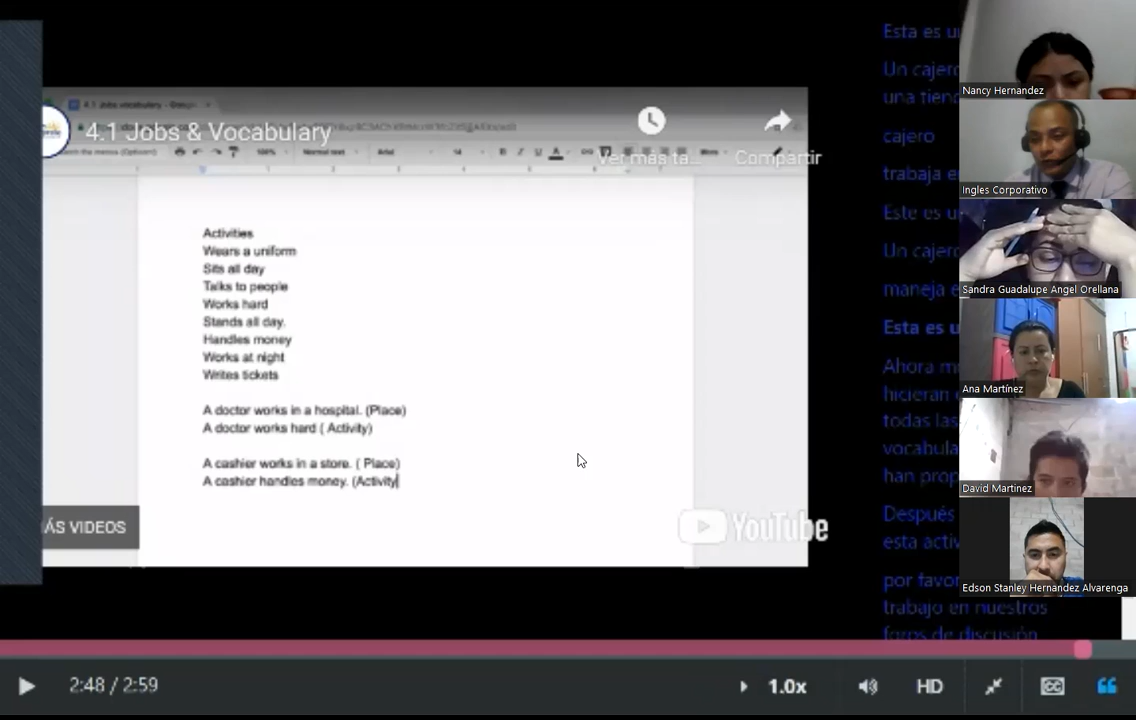 4.1 Jobs & Vocabulary
Ver más ta...
Compartir
Activities
Wears a uniform
Sits all day
Talks to people
Works hard
Stands all day.
Handles money
Works at night
Writes tickets
A doctor works in a hospital. (Place)
A doctor works hard ( Activity)
A cashier works in a store. ( Place)
A cashier handles money. (Activity
ÁS VIDEOS
YouTube
Esta es u
Un cajero
una tiend
cajero
trabaja e
Este es u
Un cajero
maneja e
Esta es u
Ahora m
hicieran
todas las
vocabula
han prop
Después
esta activ
por favor
trabajo en nuestros
foros de discusión
Nancy Hernandez
Ingles Corporativo
Sandra Guadalupe Angel Orellana
Ana Martínez
David Martinez
Edson Stanley Hernandez Alvarenga
2:48 / 2:59
1.0x
HD
CC